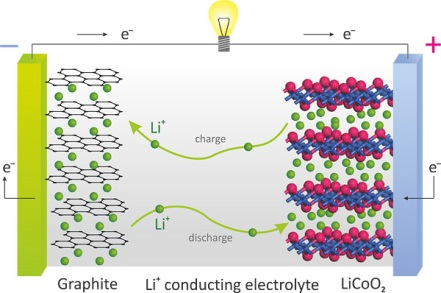 e⁻
e⁻
−
+
Li⁺
charge
e⁻
e⁻
Li⁺
discharge
Graphite
Li⁺ conducting electrolyte
LiCoO₂